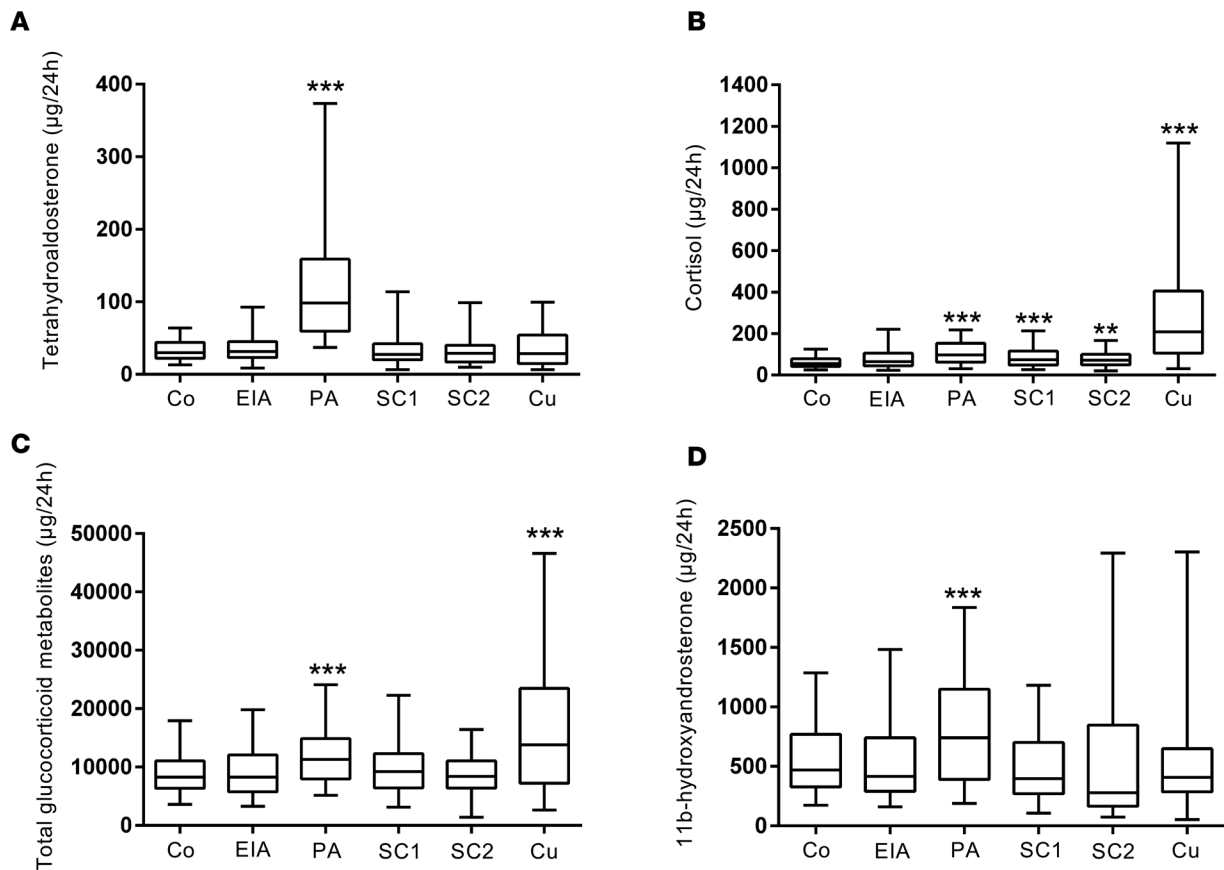 A
Tetrahydroaldosterone (µg/24h)
400
300
200
100
0
***
Co EIA PA SC1 SC2 Cu
B
Cortisol (µg/24h)
1400
1200
1000
800
600
400
200
0
*** *** ** ***
Co EIA PA SC1 SC2 Cu
C
Total glucocorticoid metabolites (µg/24h)
50000
40000
30000
20000
10000
0
*** ***
Co EIA PA SC1 SC2 Cu
D
11b-hydroxyandrosterone (µg/24h)
2500
2000
1500
1000
500
0
***
Co EIA PA SC1 SC2 Cu